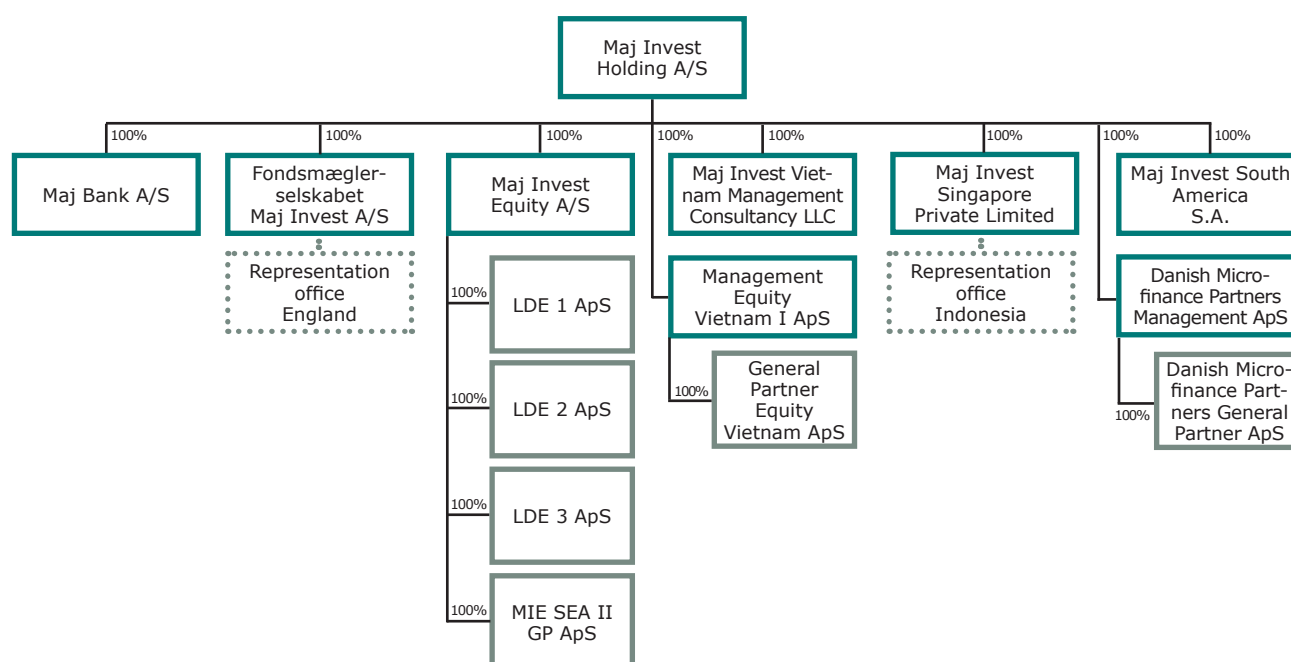 Maj Invest
Holding A/S
100%
100%
100%
100%
100%
100%
100%
100%
Maj Bank A/S
Fondsmægler-
selskabet
Maj Invest A/S
Maj Invest
Equity A/S
Maj Invest Viet-
nam Management
Consultancy LLC
Maj Invest
Singapore
Private Limited
Maj Invest South
America
S.A.
Representation
office
England
100%
LDE 1 ApS
Management
Equity
Vietnam I ApS
Representation
office
Indonesia
Danish Micro-
finance Partners
Management ApS
100%
LDE 2 ApS
100%
General
Partner
Equity
Vietnam ApS
100%
Danish Micro-
finance Part-
ners General
Partner ApS
100%
LDE 3 ApS
100%
MIE SEA II
GP ApS